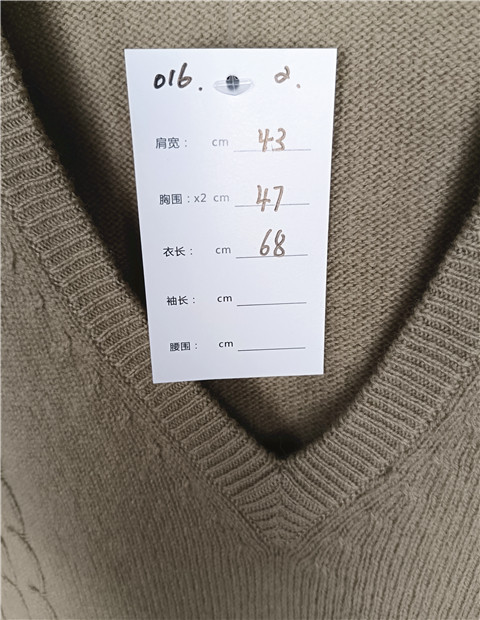 016. a.
肩宽： cm 43
胸围：x2 cm 47
衣长： cm 68
袖长： cm
腰围： cm